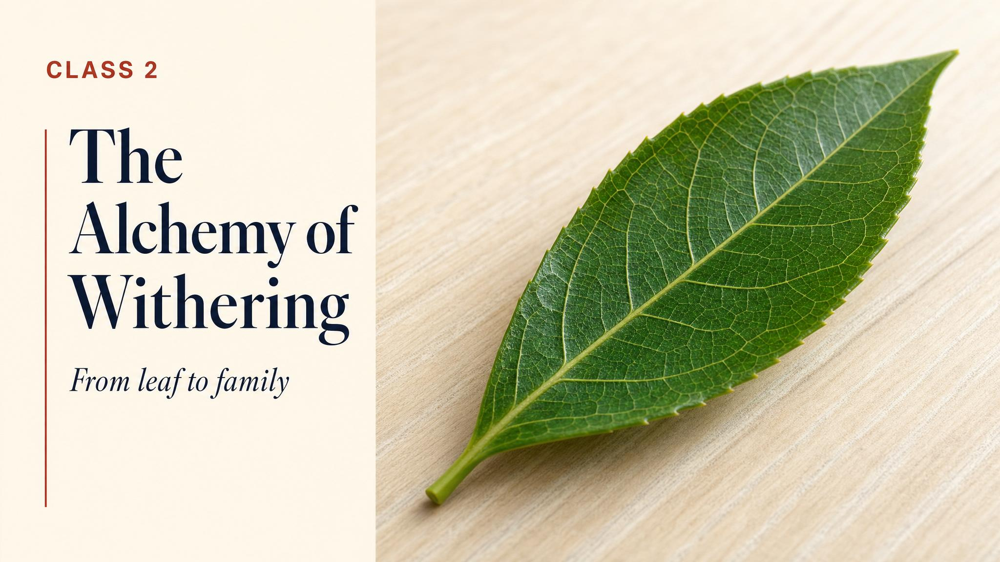 CLASS 2
The
Alchemy of
Withering
From leaf to family